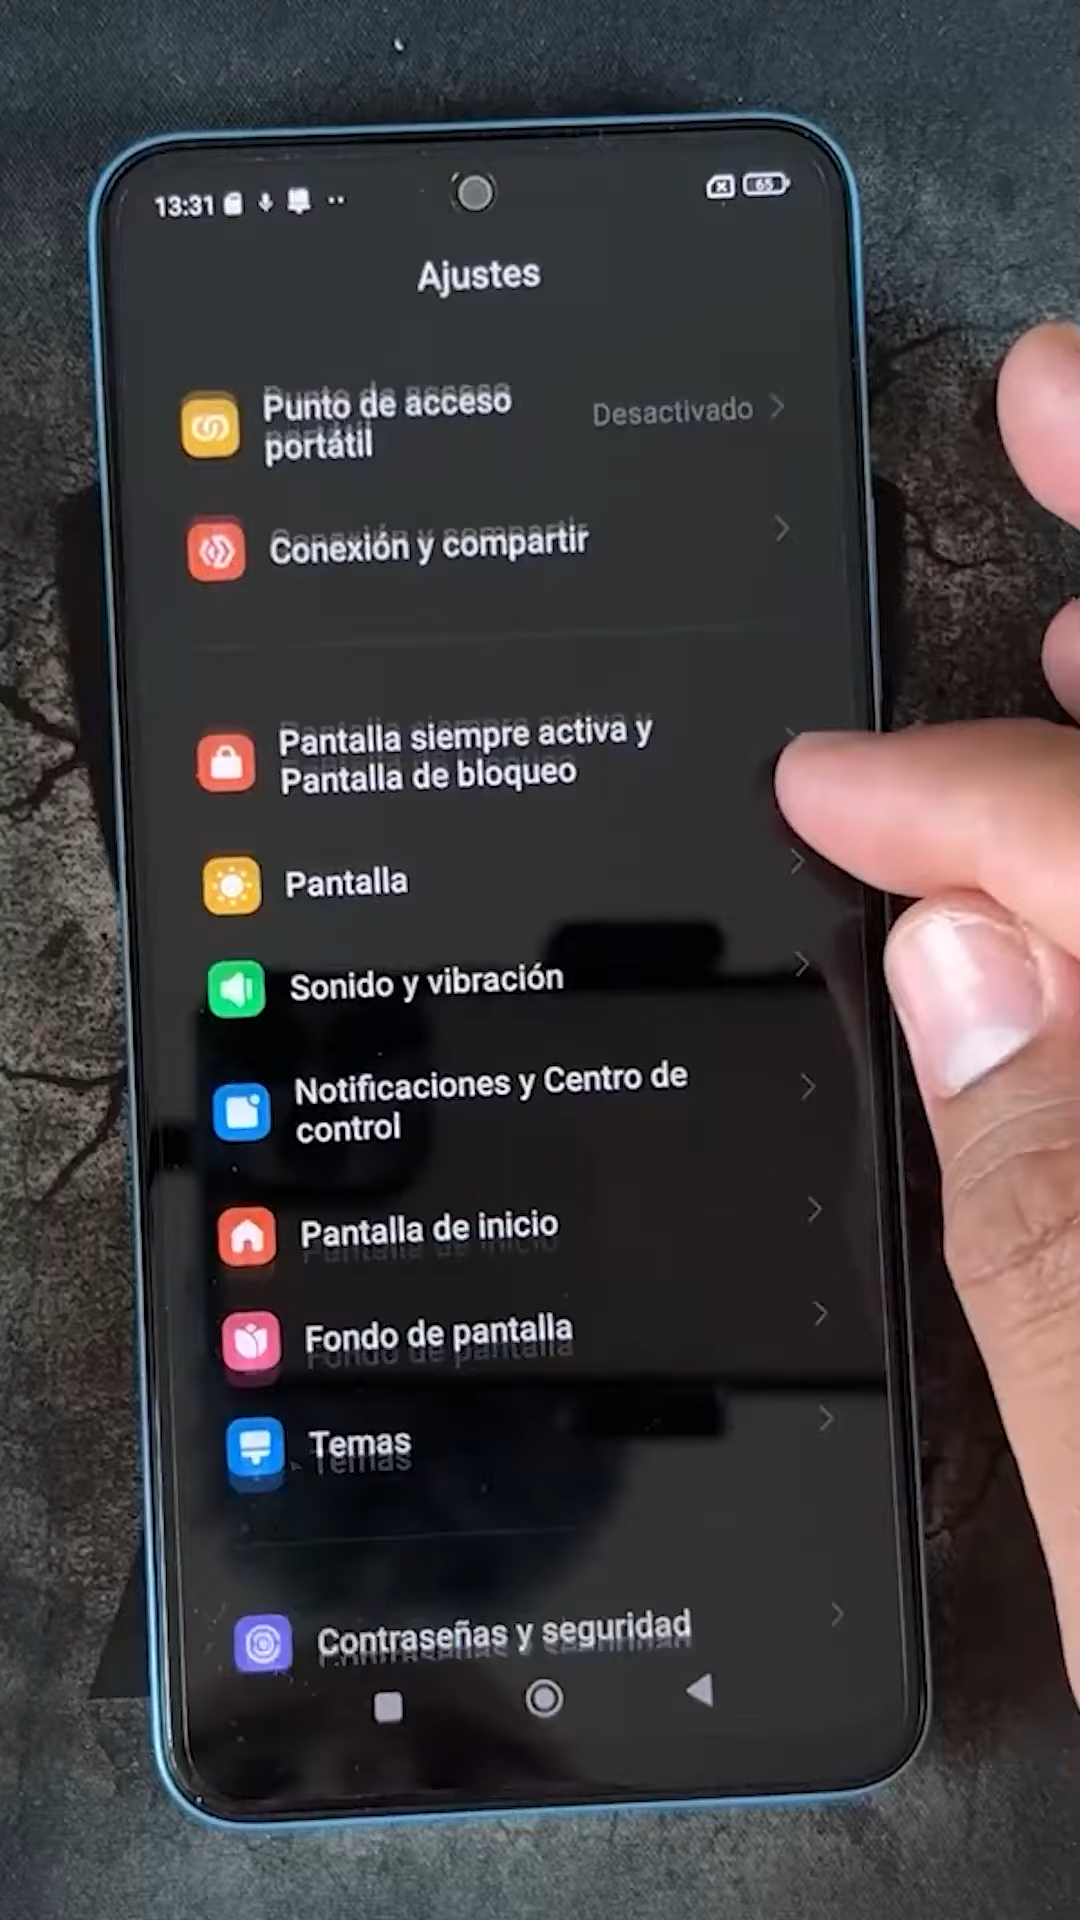 13:31
65
Ajustes
Punto de acceso
portátil
Desactivado
Conexión y compartir
Pantalla siempre activa y
Pantalla de bloqueo
Pantalla
Sonido y vibración
Notificaciones y Centro de
control
Pantalla de inicio
Fondo de pantalla
Temas
Contraseñas y seguridad